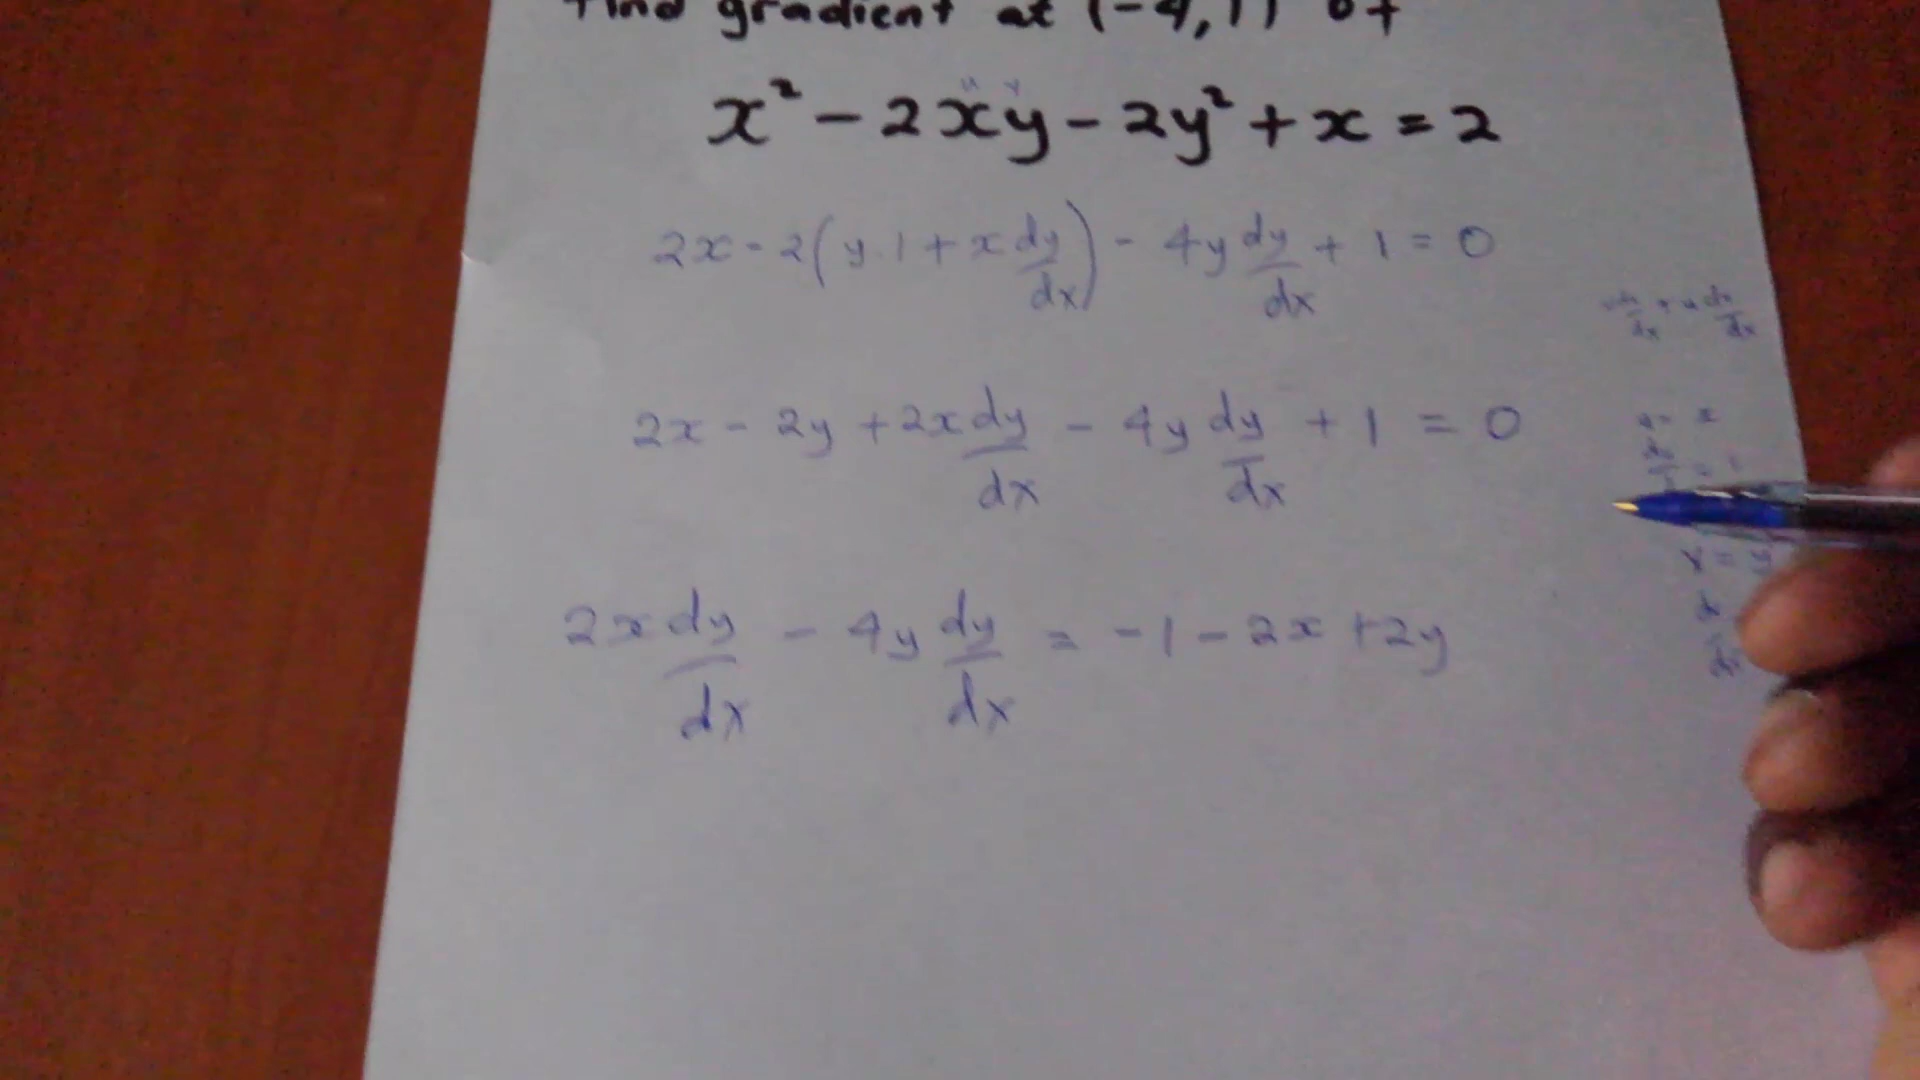 Find gradient at (-4,1) of
x² - 2xy - 2y² + x = 2
2x - 2(y.1 + x dy/dx) - 4y dy/dx + 1 = 0
2x - 2y + 2x dy/dx - 4y dy/dx + 1 = 0
2x dy/dx - 4y dy/dx = -1 - 2x + 2y